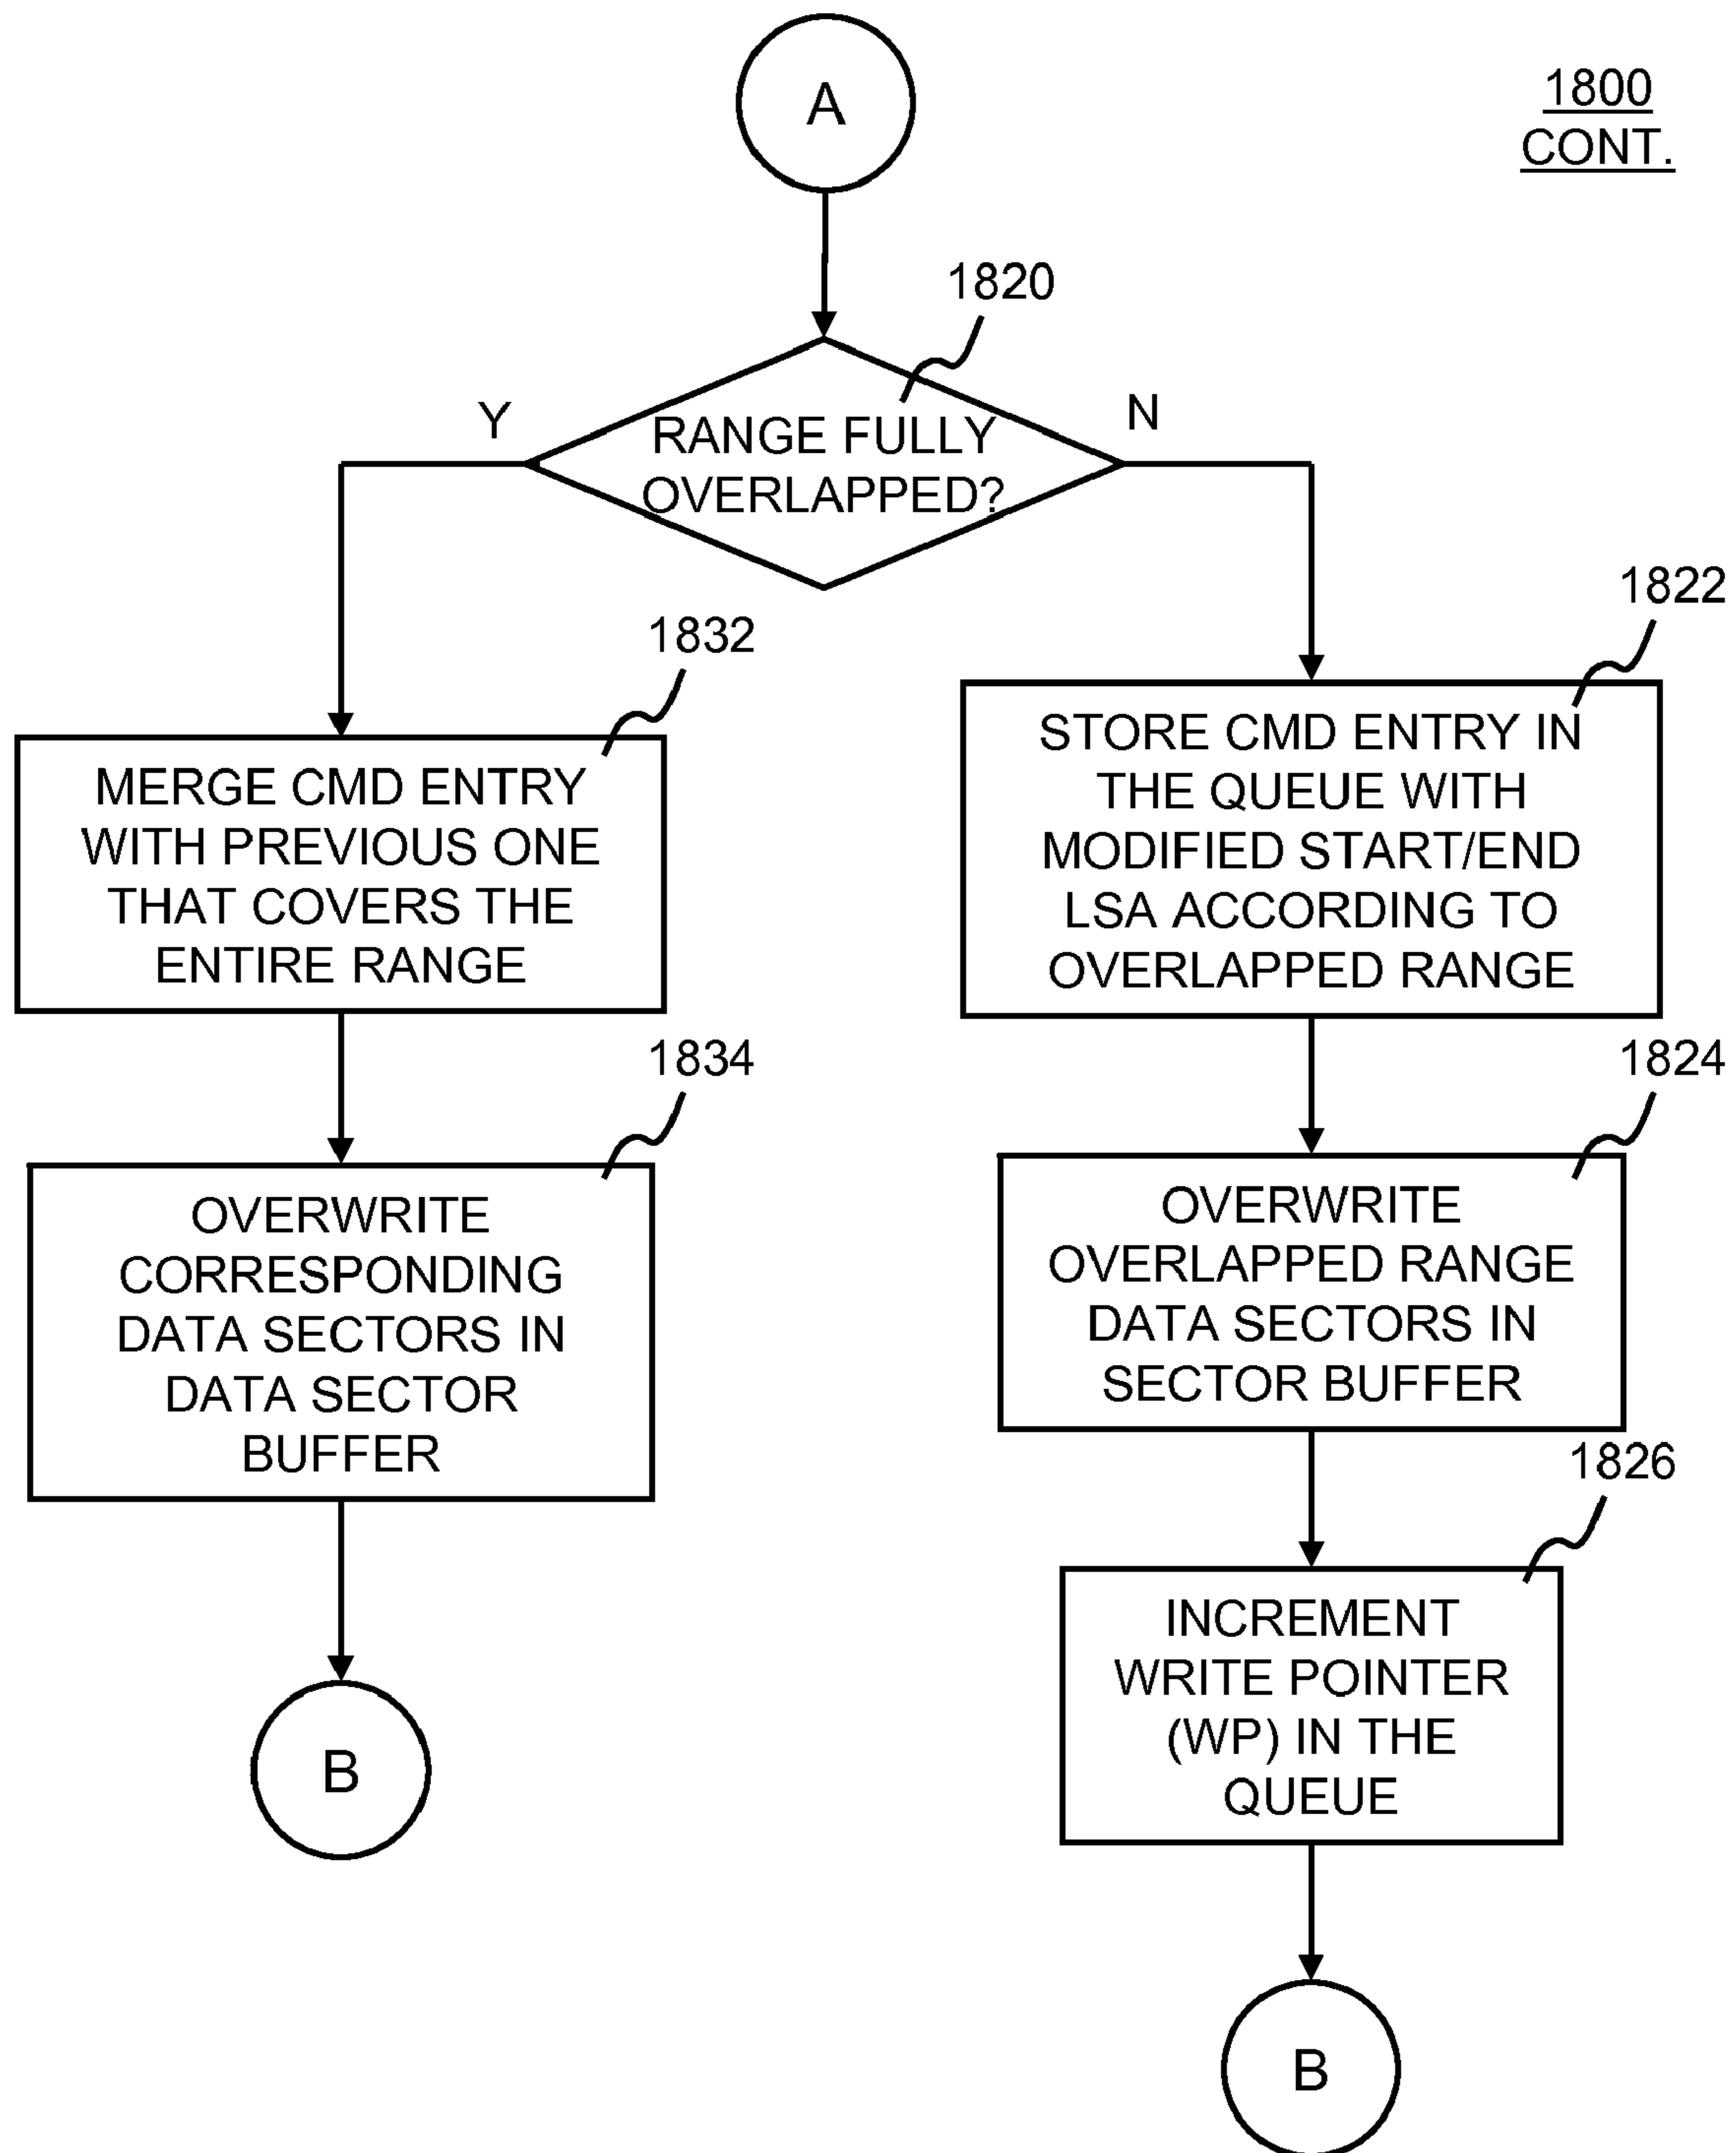 A
1800
CONT.
1820
Y
N
RANGE FULLY
OVERLAPPED?
1832
MERGE CMD ENTRY
WITH PREVIOUS ONE
THAT COVERS THE
ENTIRE RANGE
1834
OVERWRITE
CORRESPONDING
DATA SECTORS IN
DATA SECTOR
BUFFER
B
1822
STORE CMD ENTRY IN
THE QUEUE WITH
MODIFIED START/END
LSA ACCORDING TO
OVERLAPPED RANGE
1824
OVERWRITE
OVERLAPPED RANGE
DATA SECTORS IN
SECTOR BUFFER
1826
INCREMENT
WRITE POINTER
(WP) IN THE
QUEUE
B